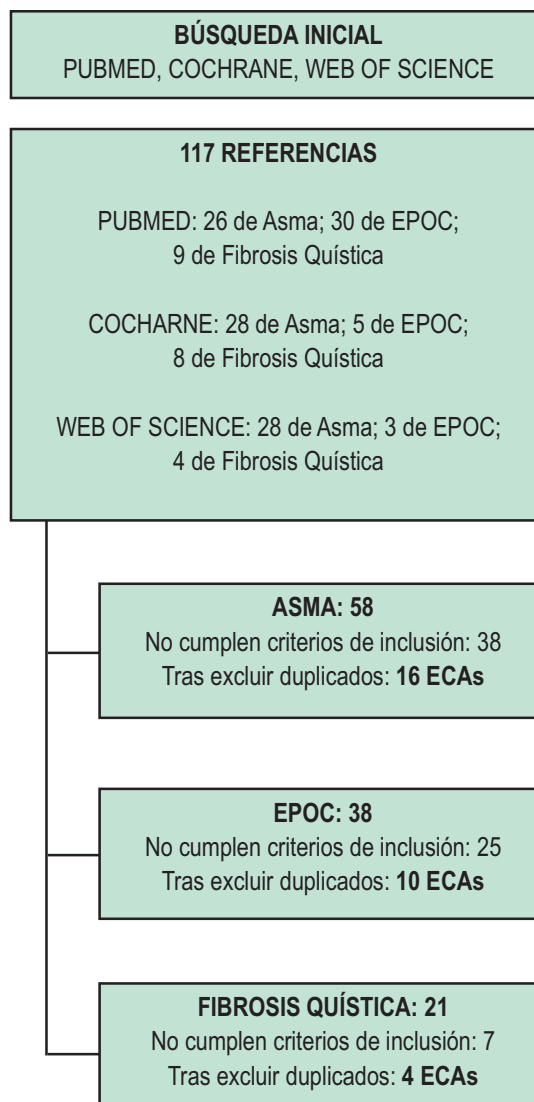 BÚSQUEDA INICIAL
PUBMED, COCHRANE, WEB OF SCIENCE
117 REFERENCIAS
PUBMED: 26 de Asma; 30 de EPOC;
9 de Fibrosis Quística
COCHARNE: 28 de Asma; 5 de EPOC;
8 de Fibrosis Quística
WEB OF SCIENCE: 28 de Asma; 3 de EPOC;
4 de Fibrosis Quística
ASMA: 58
No cumplen criterios de inclusión: 38
Tras excluir duplicados: 16 ECAs
EPOC: 38
No cumplen criterios de inclusión: 25
Tras excluir duplicados: 10 ECAs
FIBROSIS QUÍSTICA: 21
No cumplen criterios de inclusión: 7
Tras excluir duplicados: 4 ECAs